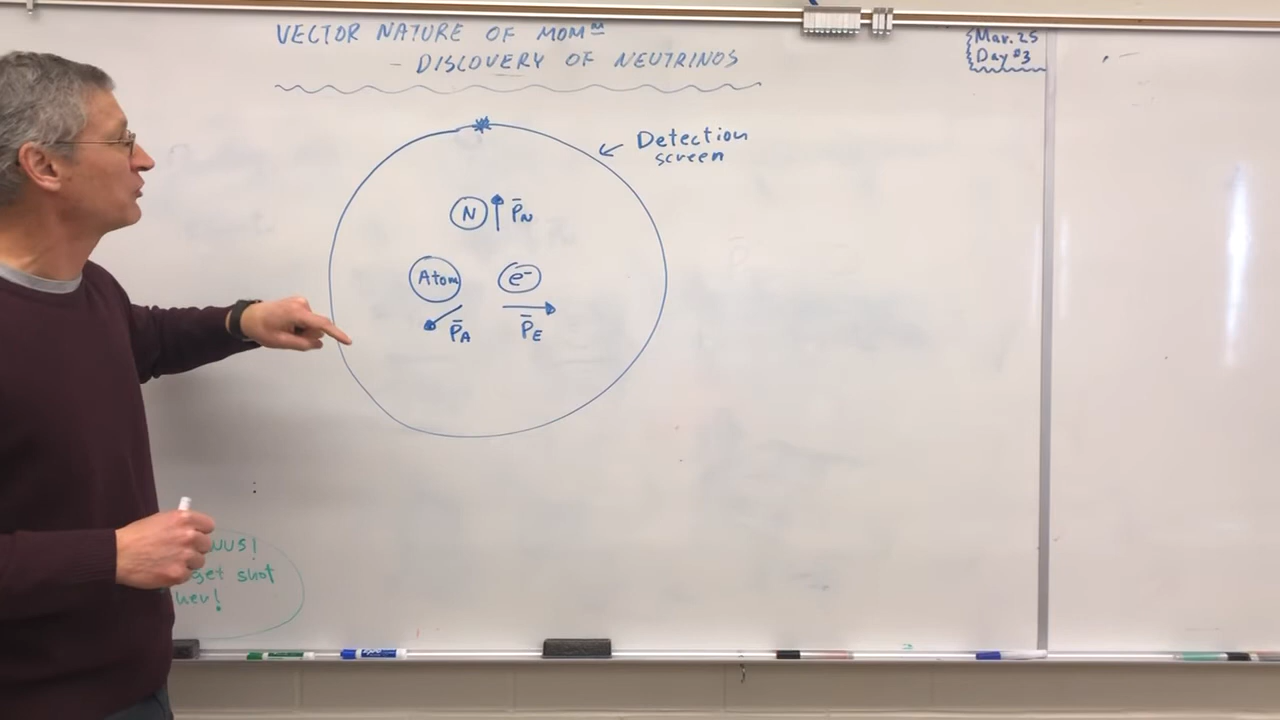 VECTOR NATURE OF MOMᵐ
- DISCOVERY OF NEUTRINOS
Mar. 25
Day #3
Detection
screen
N P̄N
Atom e⁻
P̄A P̄E
get shot